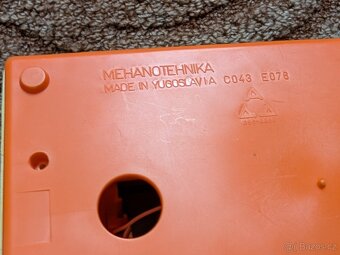 MEHANOTEHNIKA
MADE IN YUGOSLAVIA C043 E078